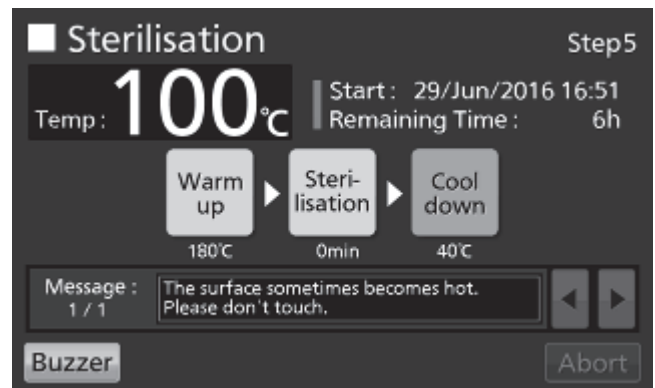 Sterilisation
Step5
Temp: 100℃
Start: 29/Jun/2016 16:51
Remaining Time: 6h
Warm up
Steri-lisation
Cool down
180℃
0min
40℃
Message:
1/1
The surface sometimes becomes hot.
Please don't touch.
Buzzer
Abort